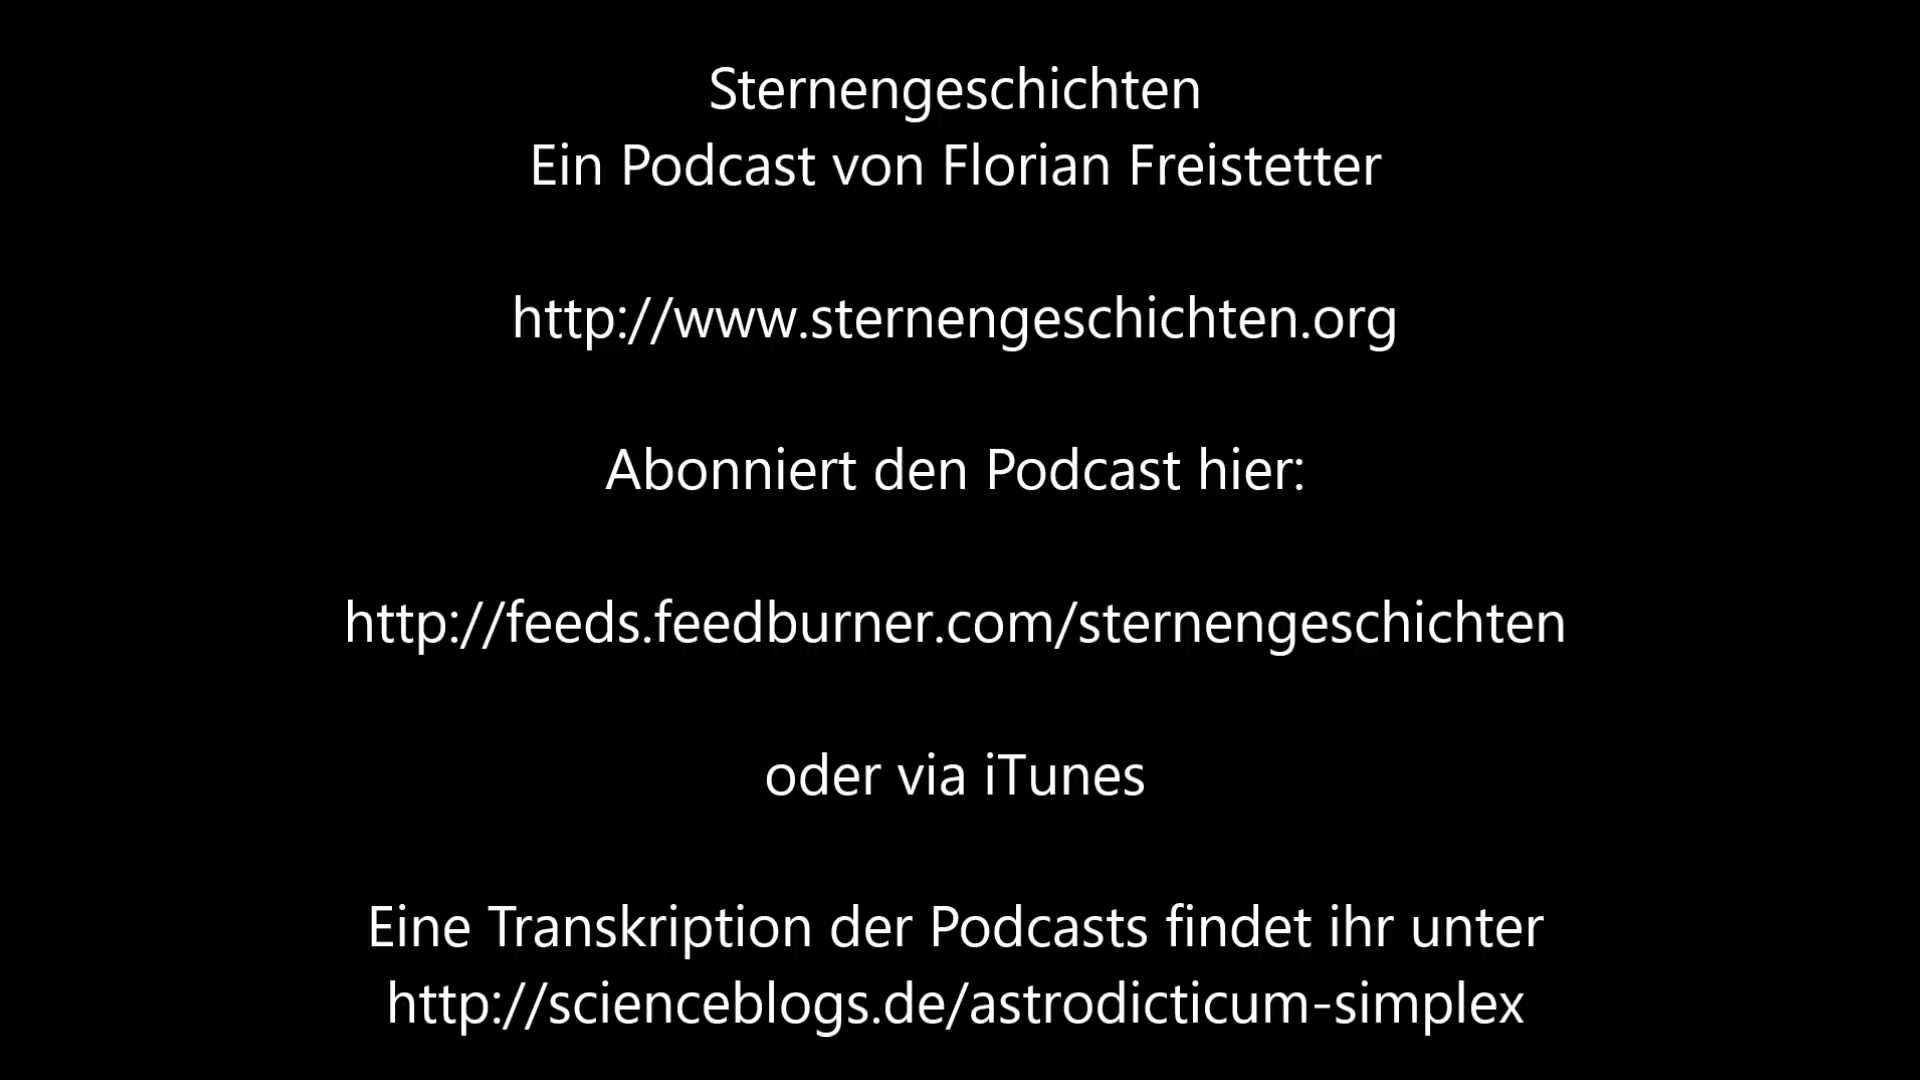 Sternengeschichten
Ein Podcast von Florian Freistetter
http://www.sternengeschichten.org
Abonniert den Podcast hier:
http://feeds.feedburner.com/sternengeschichten
oder via iTunes
Eine Transkription der Podcasts findet ihr unter
http://scienceblogs.de/astrodicticum-simplex